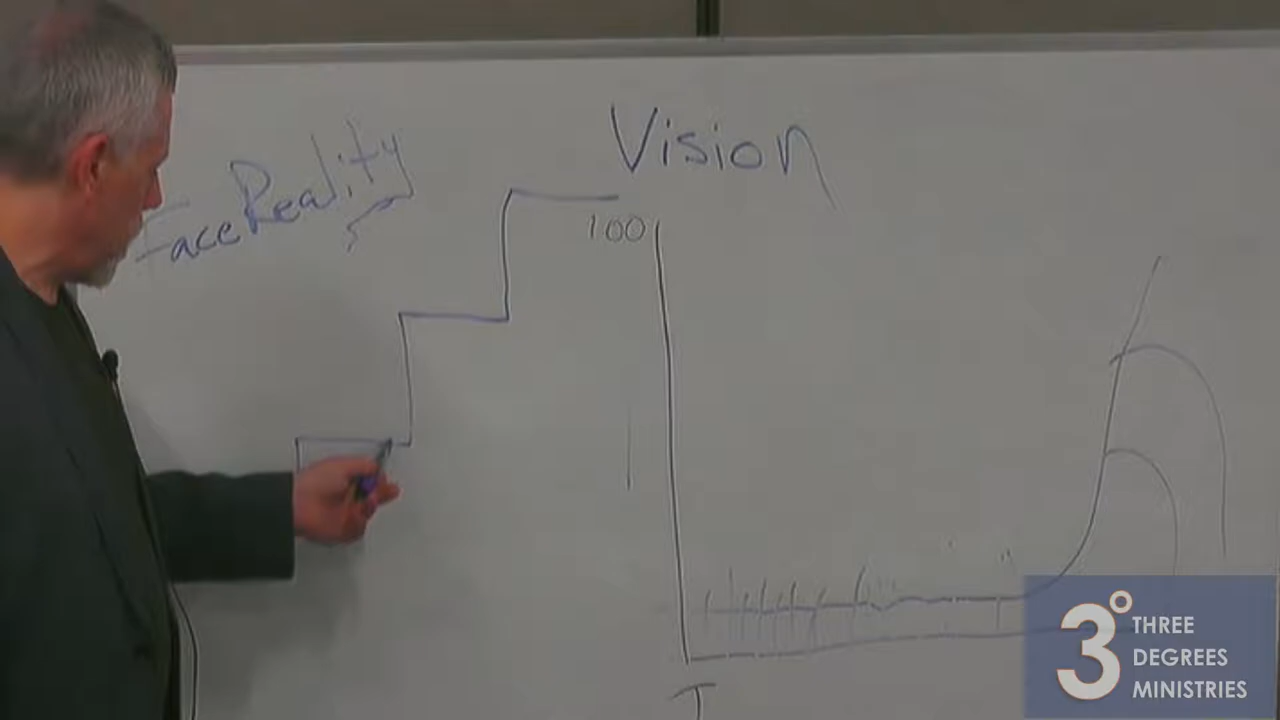 Vision
Face Reality
100
I
3°
THREE
DEGREES
MINISTRIES